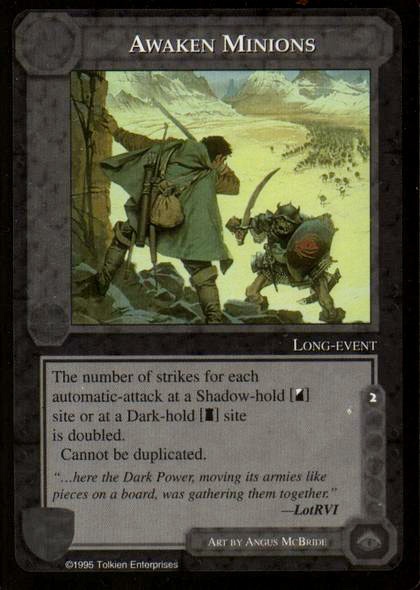 AWAKEN MINIONS
LONG-EVENT
The number of strikes for each
automatic-attack at a Shadow-hold [ ]
site or at a Dark-hold [ ] site
is doubled.
Cannot be duplicated.
2
“...here the Dark Power, moving its armies like
pieces on a board, was gathering them together.”
—LotRVI
ART BY ANGUS MCBRIDE
©1995 Tolkien Enterprises